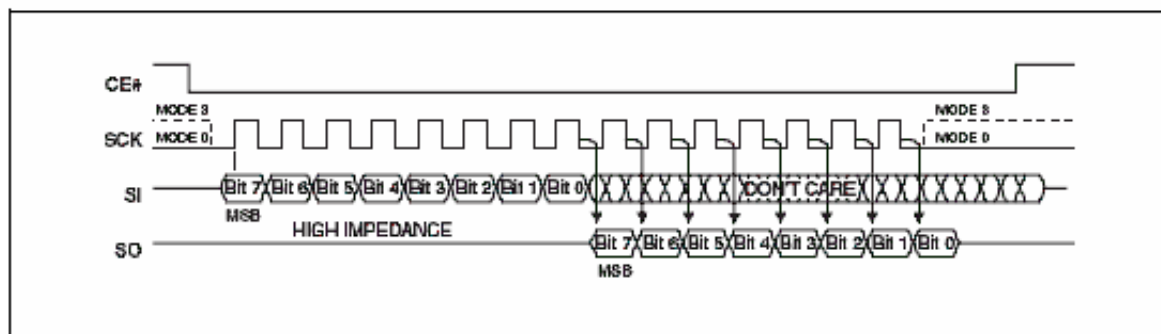 CE#
MODE 3
MODE 3
SCK
MODE 0
MODE 0
SI
Bit 7 Bit 6 Bit 5 Bit 4 Bit 3 Bit 2 Bit 1 Bit 0
DON'T CARE
MSB
HIGH IMPEDANCE
SO
Bit 7 Bit 6 Bit 5 Bit 4 Bit 3 Bit 2 Bit 1 Bit 0
MSB